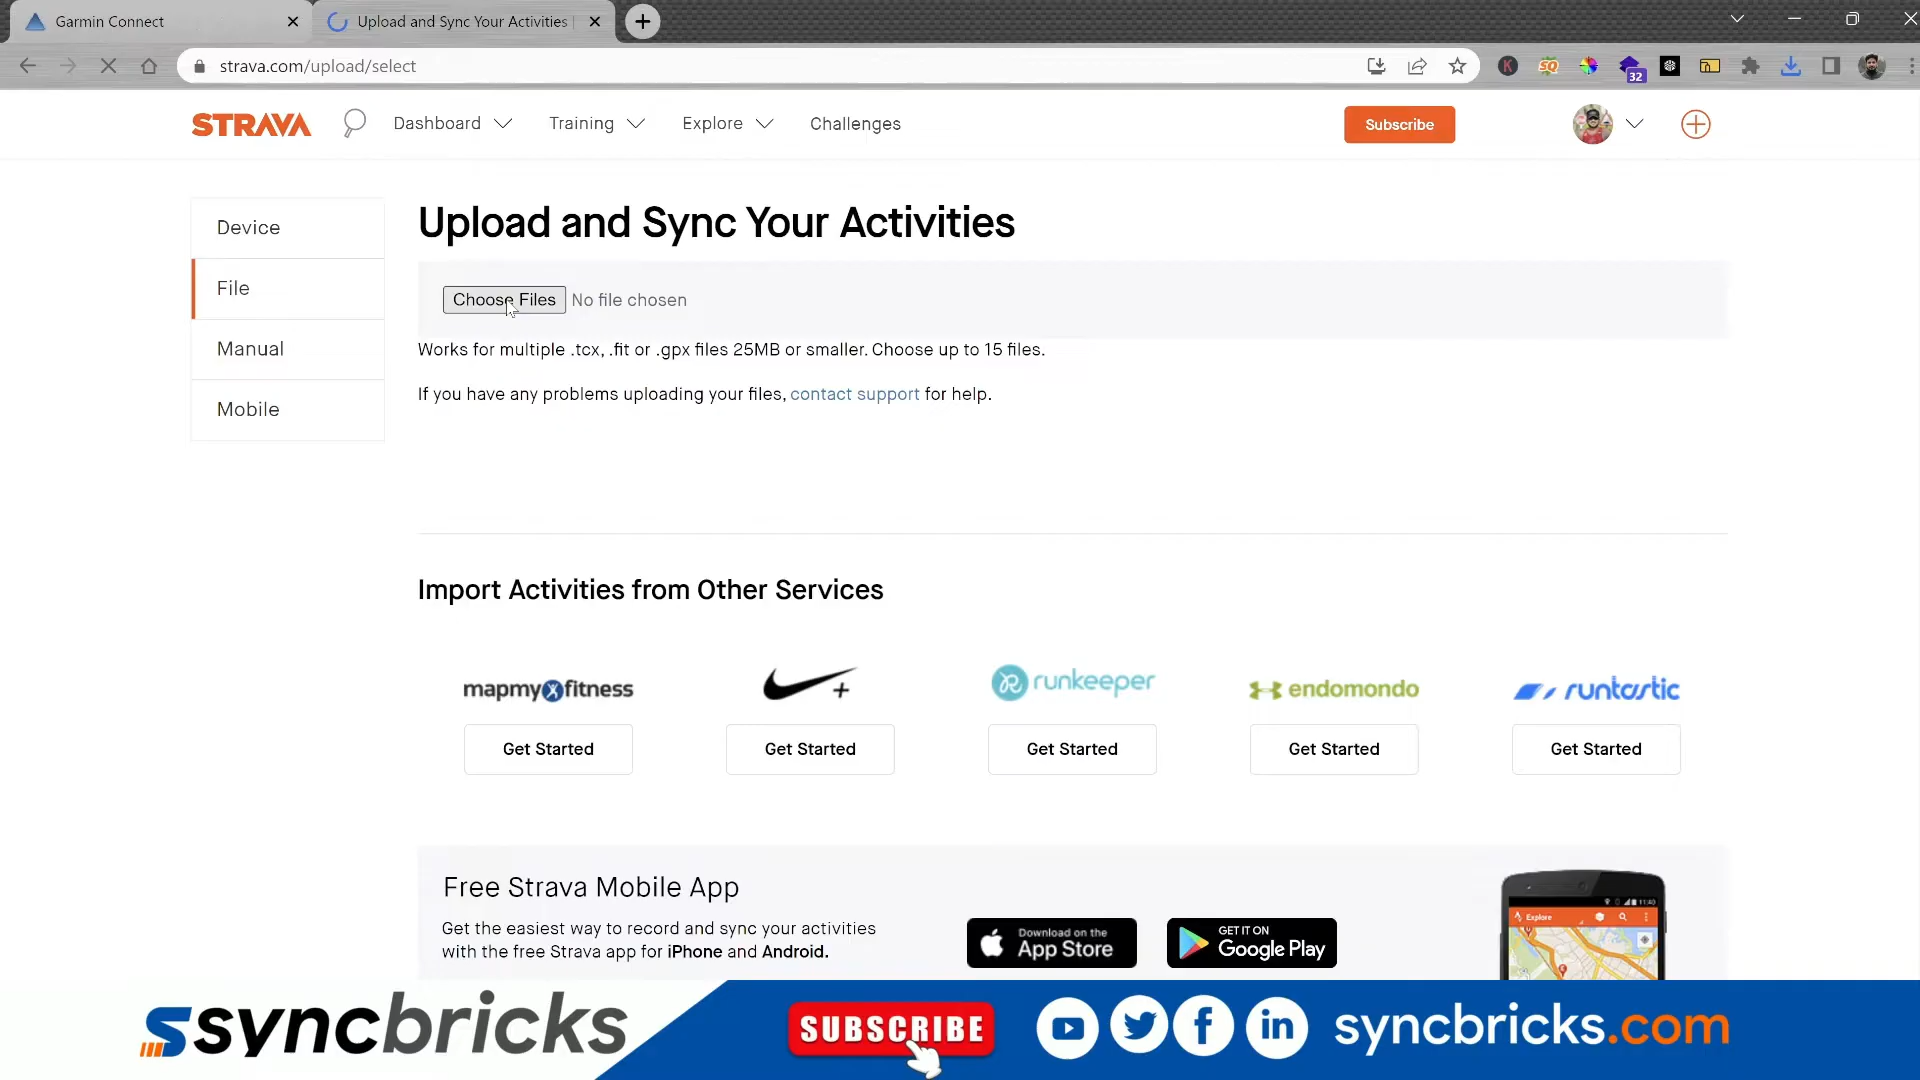 Garmin Connect
Upload and Sync Your Activities
strava.com/upload/select
32
STRAVA
Dashboard
Training
Explore
Challenges
Subscribe
Device
File
Manual
Mobile
Upload and Sync Your Activities
Choose Files No file chosen
Works for multiple .tcx, .fit or .gpx files 25MB or smaller. Choose up to 15 files.
If you have any problems uploading your files, contact support for help.
Import Activities from Other Services
mapmyfitness
runkeeper
endomondo
runtastic
Get Started
Get Started
Get Started
Get Started
Get Started
Free Strava Mobile App
Get the easiest way to record and sync your activities
with the free Strava app for iPhone and Android.
Download on the
App Store
GET IT ON
Google Play
11:40
Explore
ssyncbricks
SUBSCRIBE
in
syncbricks.com